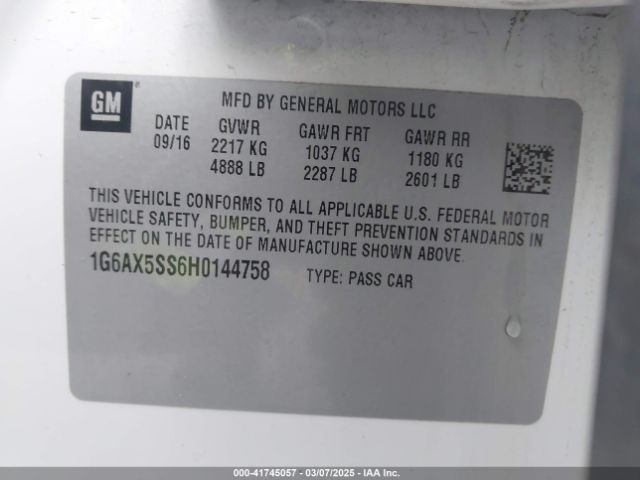 GM
MFD BY GENERAL MOTORS LLC
DATE GVWR GAWR FRT GAWR RR
09/16 2217 KG 1037 KG 1180 KG
4888 LB 2287 LB 2601 LB
THIS VEHICLE CONFORMS TO ALL APPLICABLE U.S. FEDERAL MOTOR
VEHICLE SAFETY, BUMPER, AND THEFT PREVENTION STANDARDS IN
EFFECT ON THE DATE OF MANUFACTURE SHOWN ABOVE.
1G6AX5SS6H0144758 TYPE: PASS CAR
000-41745057 - 03/07/2025 - IAA Inc.